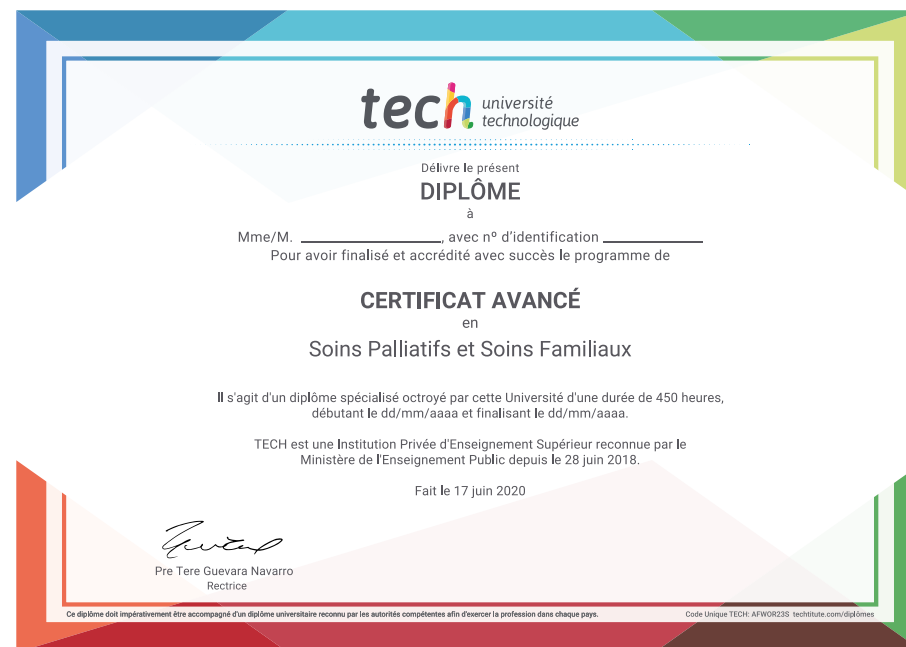 tech université
technologique
Délivre le présent
DIPLÔME
à
Mme/M. ____________________, avec nº d'identification ______________
Pour avoir finalisé et accrédité avec succès le programme de
CERTIFICAT AVANCÉ
en
Soins Palliatifs et Soins Familiaux
Il s'agit d'un diplôme spécialisé octroyé par cette Université d'une durée de 450 heures,
débutant le dd/mm/aaaa et finalisant le dd/mm/aaaa.
TECH est une Institution Privée d'Enseignement Supérieur reconnue par le
Ministère de l'Enseignement Public depuis le 28 juin 2018.
Fait le 17 juin 2020
Pre Tere Guevara Navarro
Rectrice
Ce diplôme doit impérativement être accompagné d'un diplôme universitaire reconnu par les autorités compétentes afin d'exercer la profession dans chaque pays.
Code Unique TECH: AFWOR23S techtitute.com/diplômes